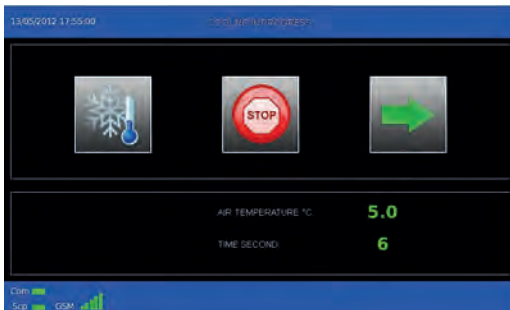 13/05/2012 17:55:00
STOP
AIR TEMPERATURE °C 5.0
TIME SECOND 6
Com
Scp GSM